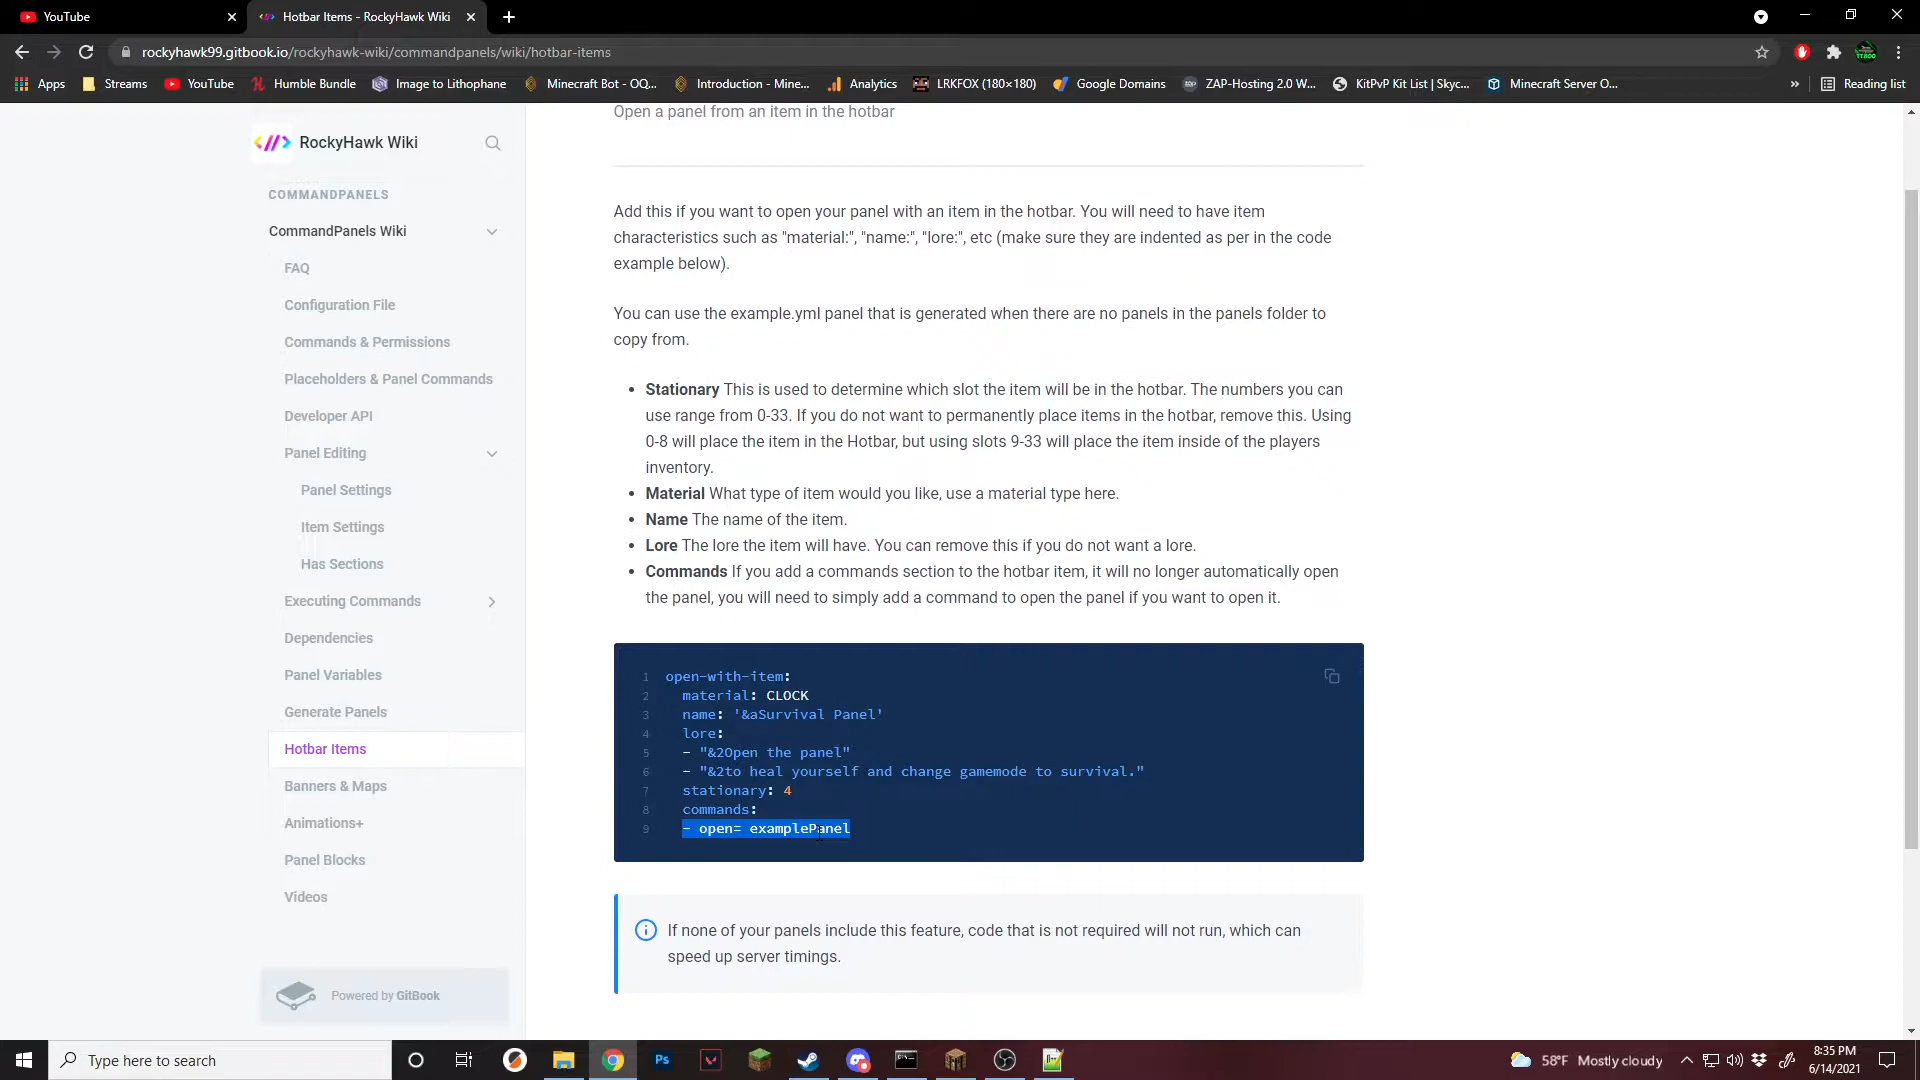 YouTube
Hotbar Items - RockyHawk Wiki
rockyhawk99.gitbook.io/rockyhawk-wiki/commandpanels/wiki/hotbar-items
Apps
Streams
YouTube
Humble Bundle
Image to Lithophane
Minecraft Bot - OQ...
Introduction - Mine...
Analytics
LRKFOX (180×180)
Google Domains
ZAP-Hosting 2.0 W...
KitPvP Kit List | Skyc...
Minecraft Server O...
»
Reading list
RockyHawk Wiki
COMMANDPANELS
CommandPanels Wiki
FAQ
Configuration File
Commands & Permissions
Placeholders & Panel Commands
Developer API
Panel Editing
Panel Settings
Item Settings
Has Sections
Executing Commands
Dependencies
Panel Variables
Generate Panels
Hotbar Items
Banners & Maps
Animations+
Panel Blocks
Videos
Powered by GitBook
Open a panel from an item in the hotbar
Add this if you want to open your panel with an item in the hotbar. You will need to have item
characteristics such as "material:", "name:", "lore:", etc (make sure they are indented as per in the code
example below).
You can use the example.yml panel that is generated when there are no panels in the panels folder to
copy from.
• Stationary This is used to determine which slot the item will be in the hotbar. The numbers you can
use range from 0-33. If you do not want to permanently place items in the hotbar, remove this. Using
0-8 will place the item in the Hotbar, but using slots 9-33 will place the item inside of the players
inventory.
• Material What type of item would you like, use a material type here.
• Name The name of the item.
• Lore The lore the item will have. You can remove this if you do not want a lore.
• Commands If you add a commands section to the hotbar item, it will no longer automatically open
the panel, you will need to simply add a command to open the panel if you want to open it.
1 open-with-item:
2 material: CLOCK
3 name: '&aSurvival Panel'
4 lore:
5 - "&2Open the panel"
6 - "&2to heal yourself and change gamemode to survival."
7 stationary: 4
8 commands:
9 - open= examplePanel
If none of your panels include this feature, code that is not required will not run, which can
speed up server timings.
Type here to search
Ps
58°F Mostly cloudy
8:35 PM
6/14/2021